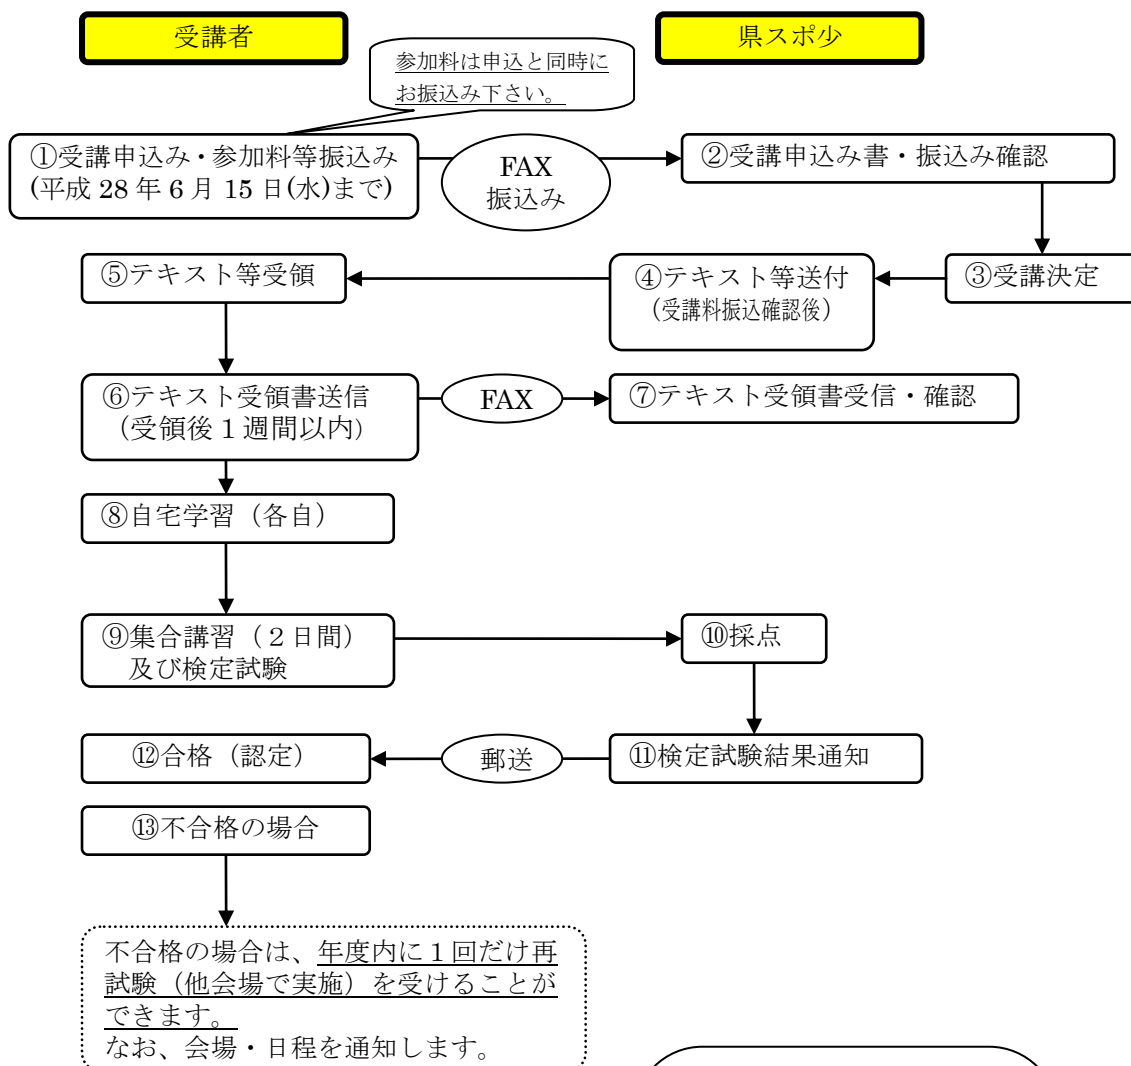 受講者
県スポ少
参加料は申込と同時に
お振込み下さい。
①受講申込み・参加料等振込み
(平成 28 年 6 月 15 日(水)まで)
FAX
振込み
②受講申込み書・振込み確認
⑤テキスト等受領
④テキスト等送付
（受講料振込確認後）
③受講決定
⑥テキスト受領書送信
（受領後 1 週間以内）
FAX
⑦テキスト受領書受信・確認
⑧自宅学習（各自）
⑨集合講習（２日間）
及び検定試験
⑩採点
⑫合格（認定）
郵送
⑪検定試験結果通知
⑬不合格の場合
不合格の場合は、年度内に１回だけ再
試験（他会場で実施）を受けることが
できます。
なお、会場・日程を通知します。